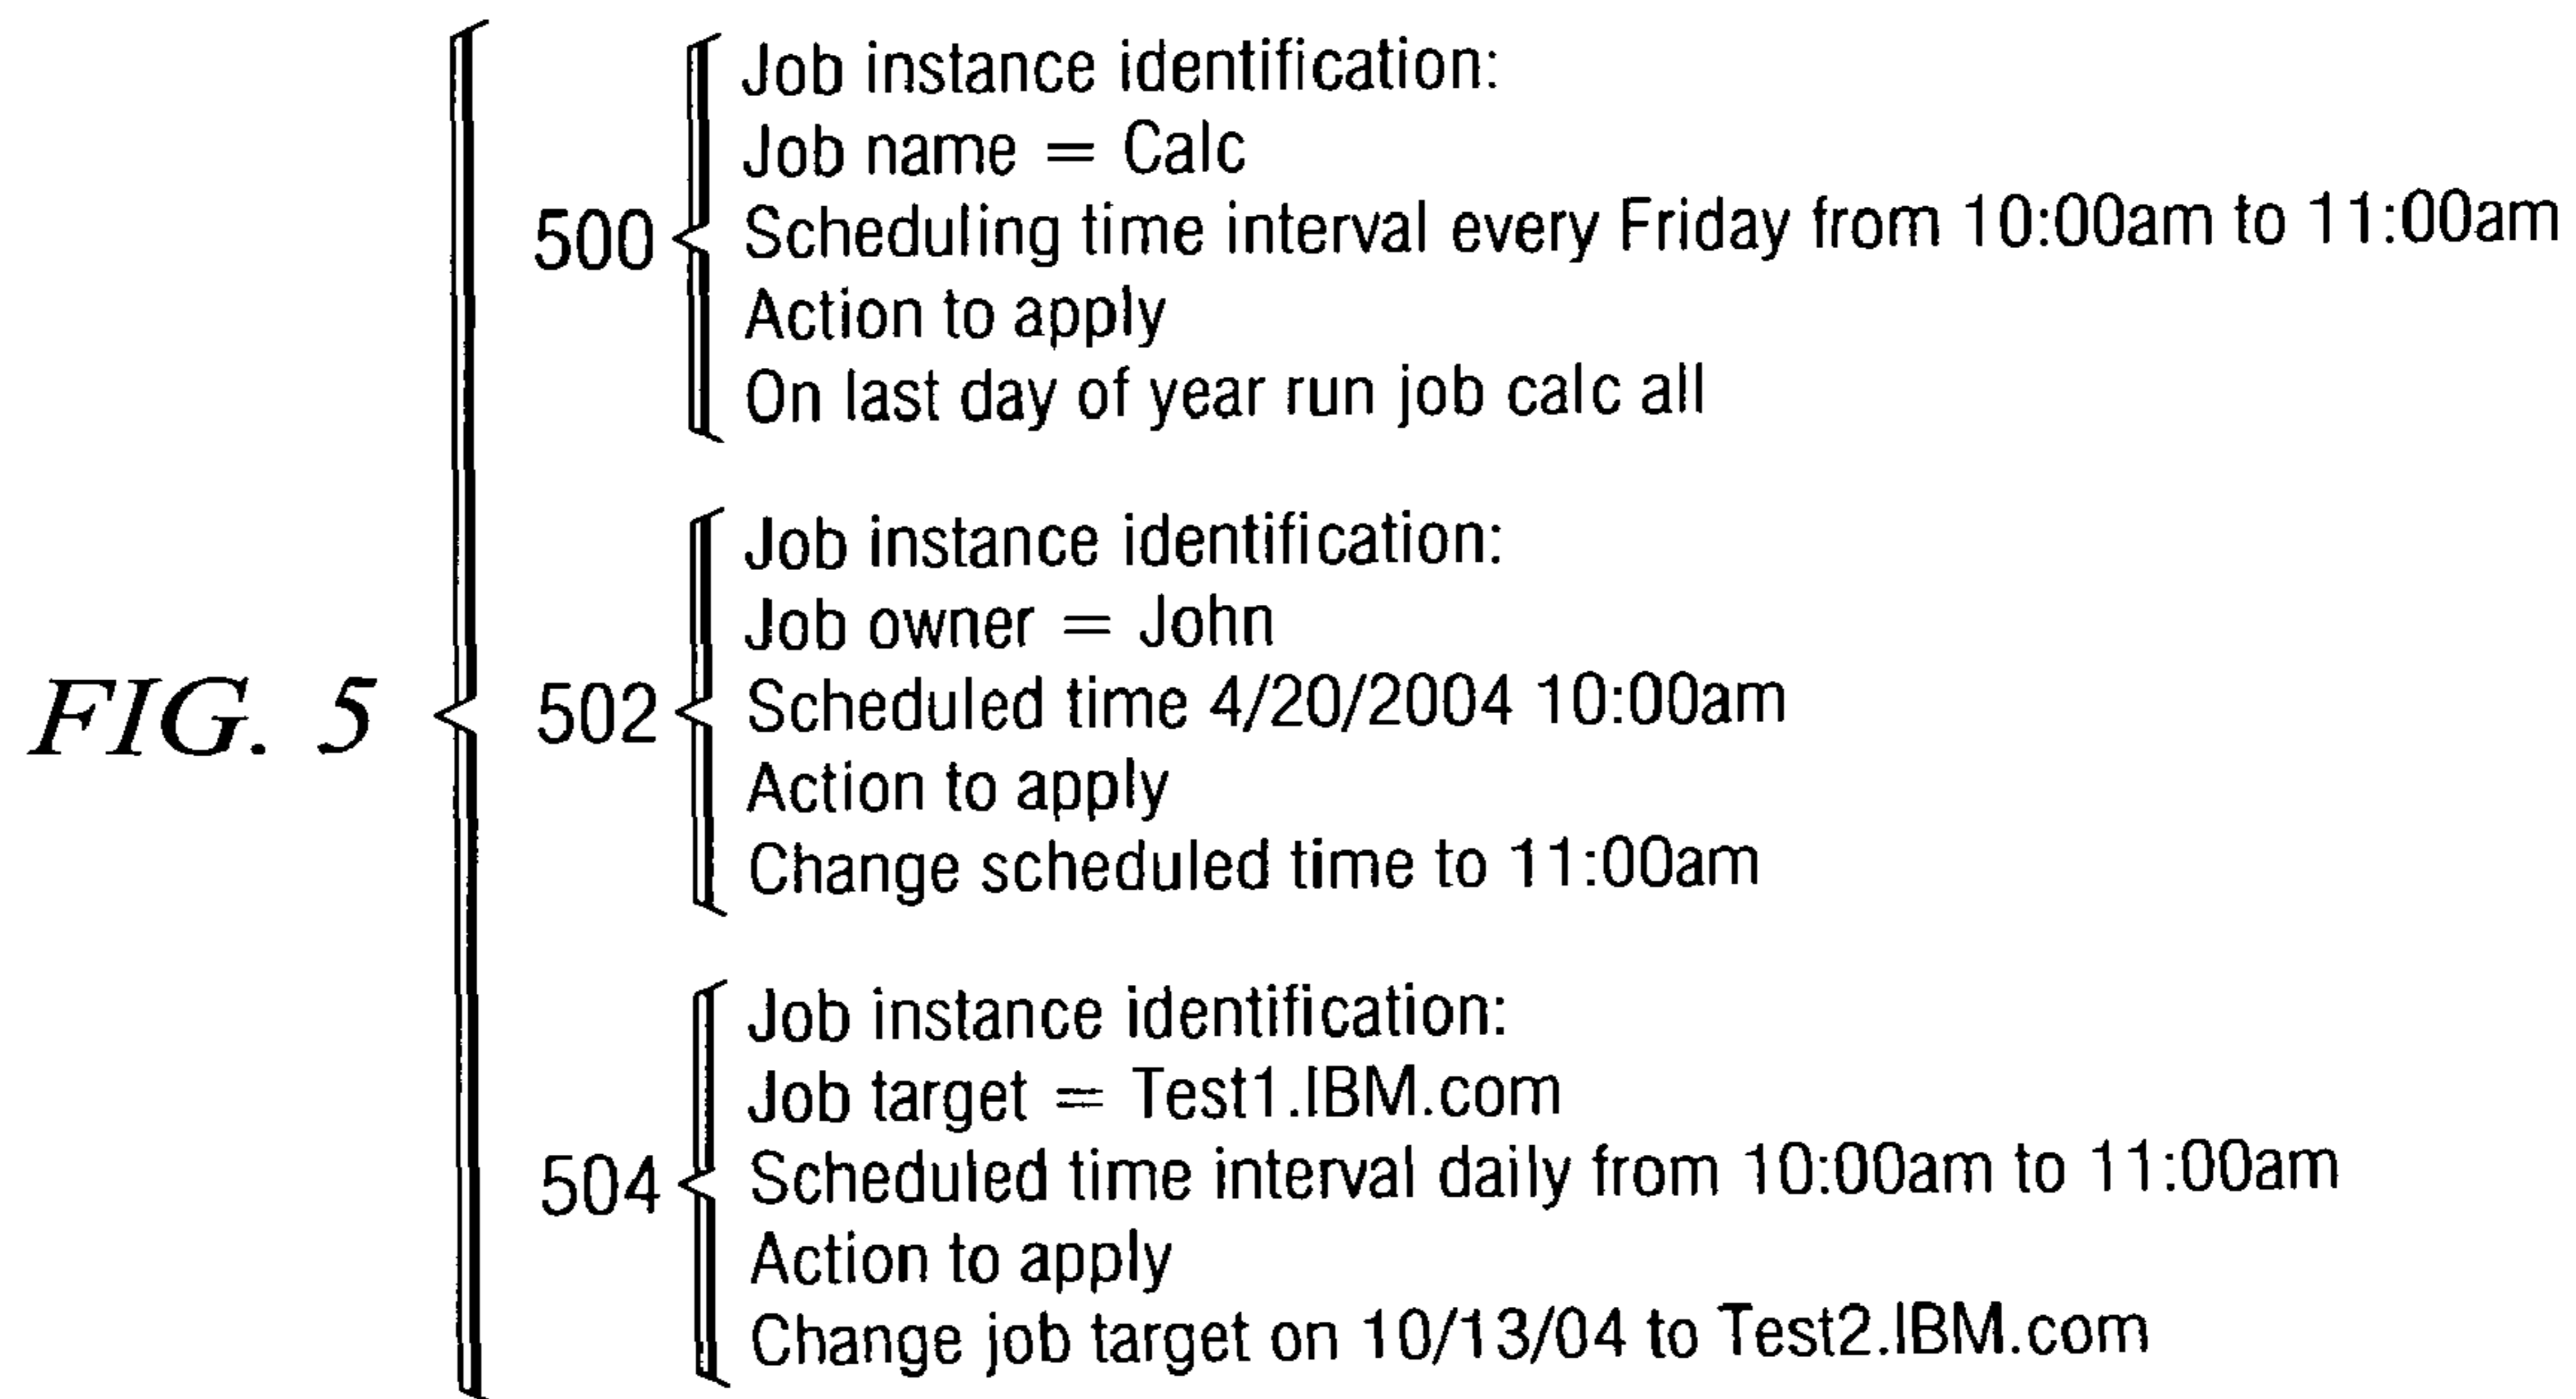 FIG. 5
500
Job instance identification:
Job name = Calc
Scheduling time interval every Friday from 10:00am to 11:00am
Action to apply
On last day of year run job calc all
502
Job instance identification:
Job owner = John
Scheduled time 4/20/2004 10:00am
Action to apply
Change scheduled time to 11:00am
504
Job instance identification:
Job target = Test1.IBM.com
Scheduled time interval daily from 10:00am to 11:00am
Action to apply
Change job target on 10/13/04 to Test2.IBM.com